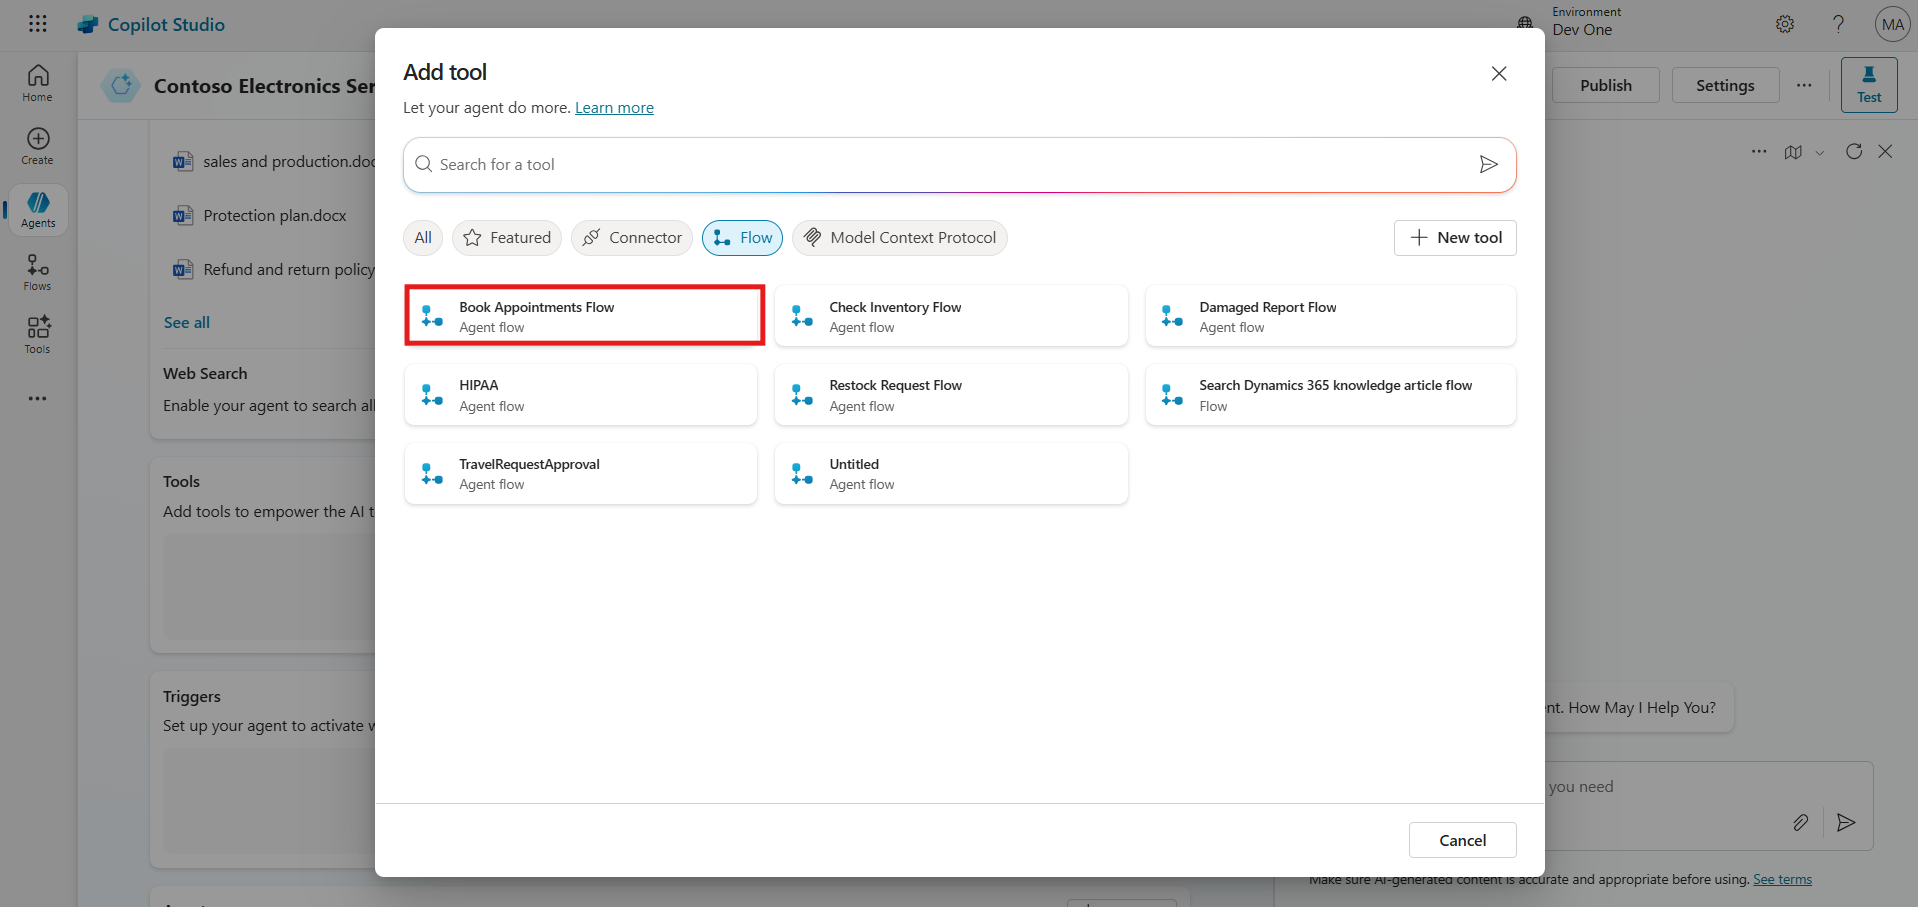 Copilot Studio
Environment
Dev One
MA
Home
Create
Agents
Flows
Tools
Contoso Electronics Ser
Publish
Settings
Test
sales and production.doc
Protection plan.docx
Refund and return policy
See all
Web Search
Enable your agent to search all
Tools
Add tools to empower the AI t
Triggers
Set up your agent to activate w
Add tool
Let your agent do more. Learn more
Search for a tool
All
Featured
Connector
Flow
Model Context Protocol
New tool
Book Appointments Flow
Agent flow
Check Inventory Flow
Agent flow
Damaged Report Flow
Agent flow
HIPAA
Agent flow
Restock Request Flow
Agent flow
Search Dynamics 365 knowledge article flow
Flow
TravelRequestApproval
Agent flow
Untitled
Agent flow
Cancel
nt. How May I Help You?
you need
Make sure AI-generated content is accurate and appropriate before using. See terms